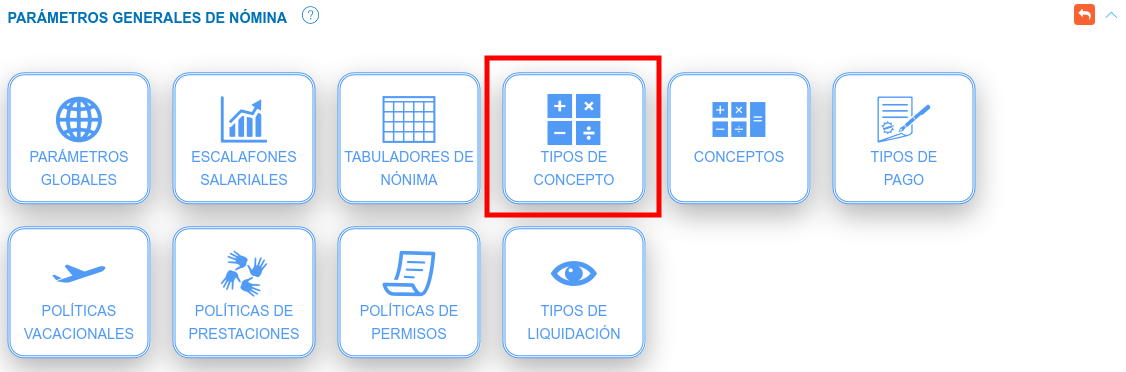 PARÁMETROS GENERALES DE NÓMINA ?
PARÁMETROS
GLOBALES
ESCALAFONES
SALARIALES
TABULADORES DE
NÓNIMA
TIPOS DE
CONCEPTO
CONCEPTOS
TIPOS DE
PAGO
POLÍTICAS
VACACIONALES
POLÍTICAS DE
PRESTACIONES
POLÍTICAS DE
PERMISOS
TIPOS DE
LIQUIDACIÓN